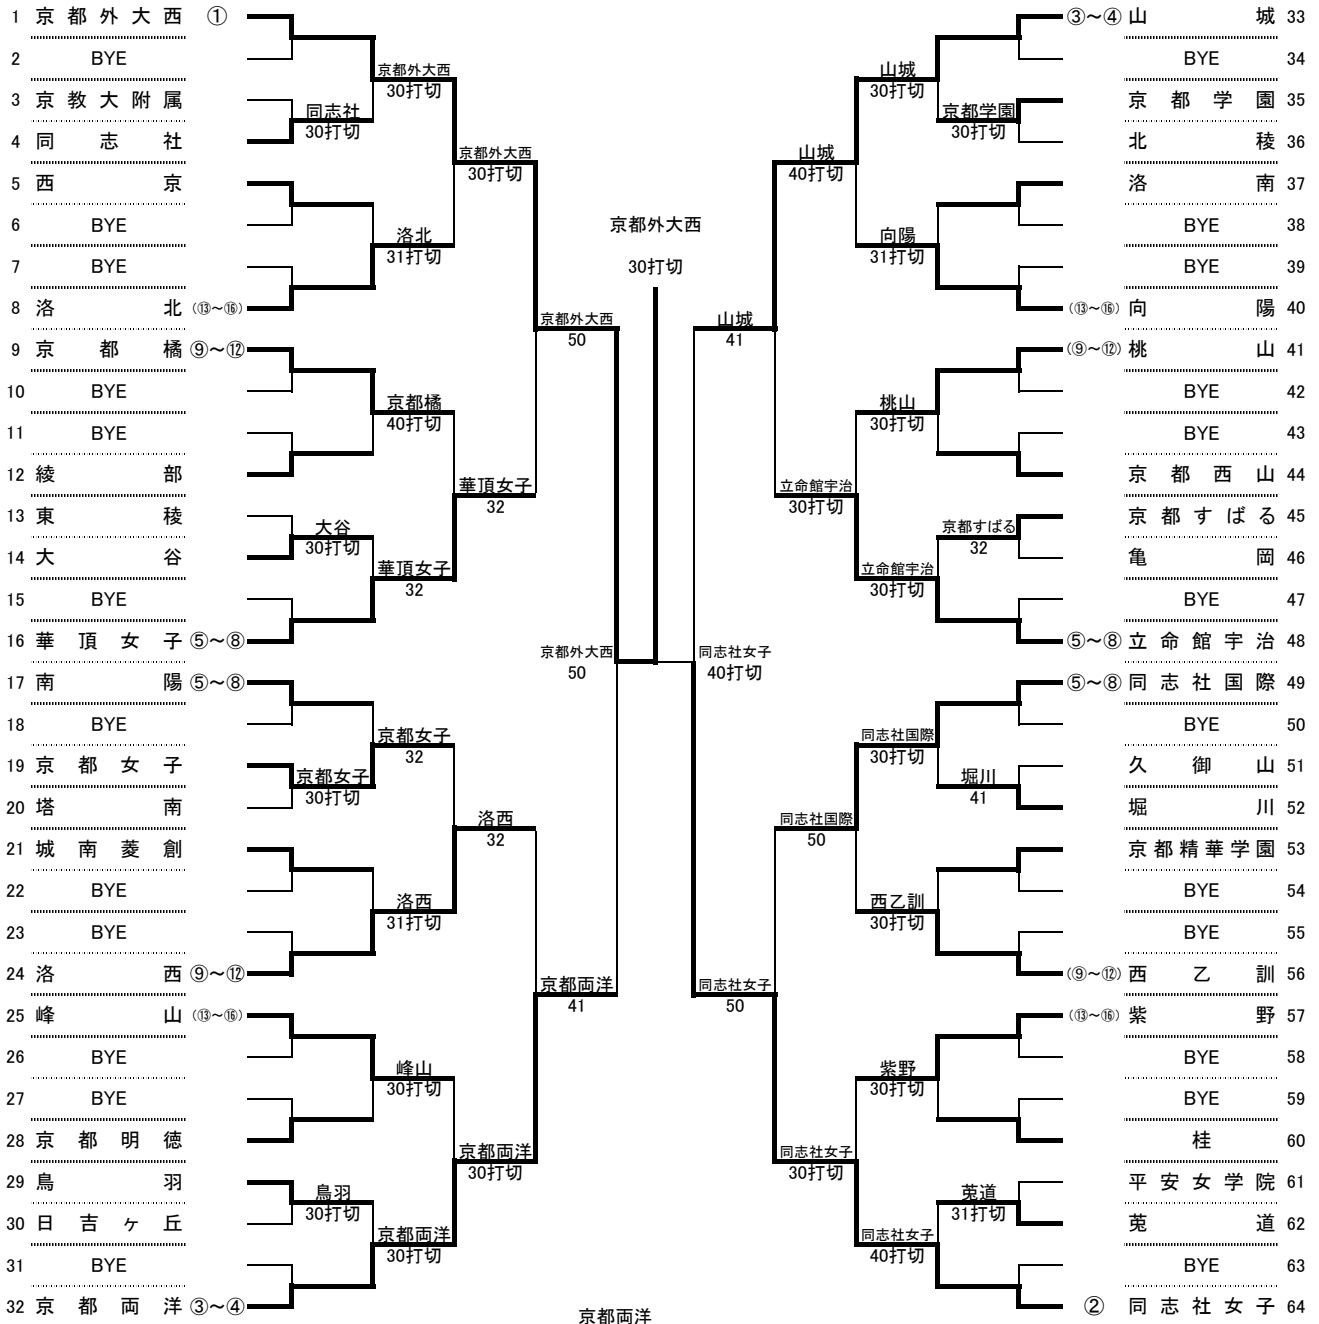 1 京都外大西 ①
2 BYE
3 京教大附属
4 同志社
5 西京
6 BYE
7 BYE
8 洛北 (⑬～⑯)
9 京都橘 ⑨～⑫
10 BYE
11 BYE
12 綾部
13 東稜
14 大谷
15 BYE
16 華頂女子 ⑤～⑧
17 南陽 ⑤～⑧
18 BYE
19 京都女子
20 塔南
21 城南菱創
22 BYE
23 BYE
24 洛西 ⑨～⑫
25 峰山 (⑬～⑯)
26 BYE
27 BYE
28 京都明徳
29 鳥羽
30 日吉ヶ丘
31 BYE
32 京都両洋 ③～④
同志社
30打切
大谷
30打切
京都女子
30打切
鳥羽
30打切
京都外大西
30打切
洛北
31打切
京都橘
40打切
華頂女子
32
京都女子
32
洛西
31打切
峰山
30打切
京都両洋
30打切
京都外大西
30打切
華頂女子
32
洛西
32
京都両洋
30打切
京都外大西
50
京都両洋
41
京都外大西
50
京都外大西
30打切
同志社女子
40打切
山城
41
同志社女子
50
山城
40打切
立命館宇治
30打切
同志社国際
50
同志社女子
30打切
山城
30打切
向陽
31打切
桃山
30打切
立命館宇治
30打切
同志社国際
30打切
西乙訓
30打切
紫野
30打切
同志社女子
40打切
京都学園
30打切
京都すばる
32
堀川
41
莵道
31打切
③～④ 山城 33
BYE 34
京都学園 35
北稜 36
洛南 37
BYE 38
BYE 39
(⑬～⑯) 向陽 40
(⑨～⑫) 桃山 41
BYE 42
BYE 43
京都西山 44
京都すばる 45
亀岡 46
BYE 47
⑤～⑧ 立命館宇治 48
⑤～⑧ 同志社国際 49
BYE 50
久御山 51
堀川 52
京都精華学園 53
BYE 54
BYE 55
(⑨～⑫) 西乙訓 56
(⑬～⑯) 紫野 57
BYE 58
BYE 59
桂 60
平安女学院 61
莵道 62
BYE 63
② 同志社女子 64
京都両洋